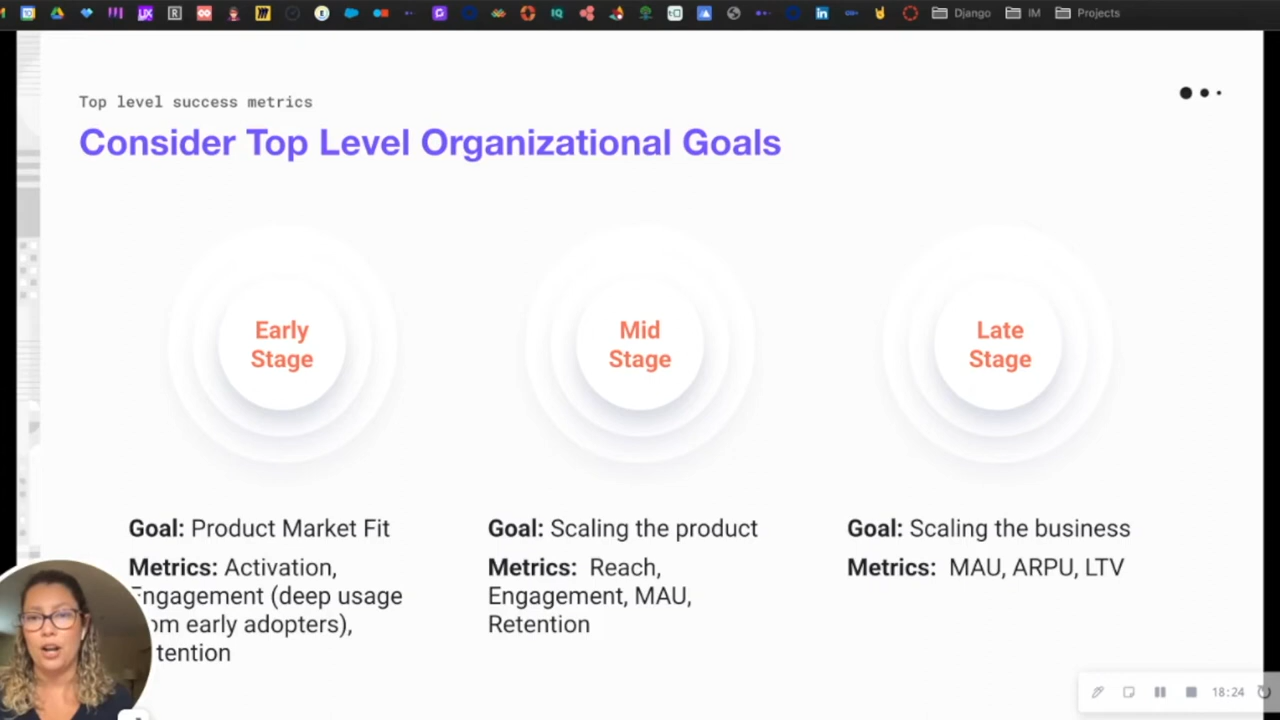 Django IM Projects
Top level success metrics
Consider Top Level Organizational Goals
Early
Stage
Mid
Stage
Late
Stage
Goal: Product Market Fit
Metrics: Activation,
Engagement (deep usage
om early adopters),
tention
Goal: Scaling the product
Metrics: Reach,
Engagement, MAU,
Retention
Goal: Scaling the business
Metrics: MAU, ARPU, LTV
18:24